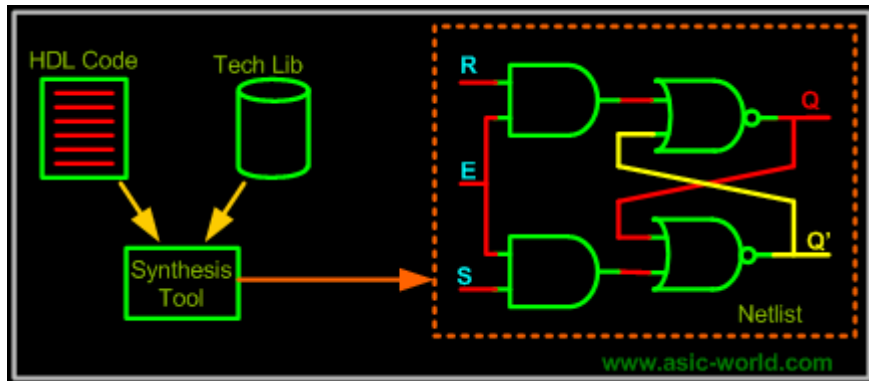 HDL Code
Tech Lib
Synthesis
Tool
R
E
S
Q
Q'
Netlist
www.asic-world.com